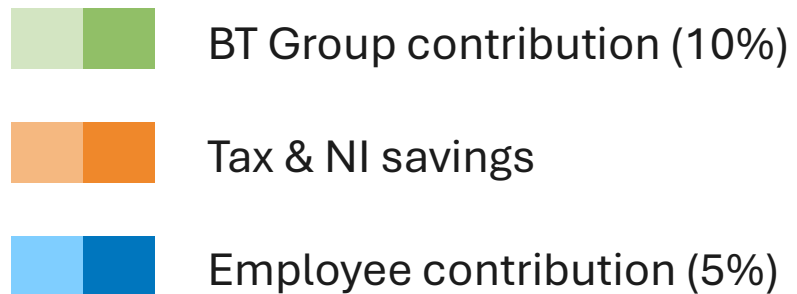 BT Group contribution (10%)
Tax & NI savings
Employee contribution (5%)